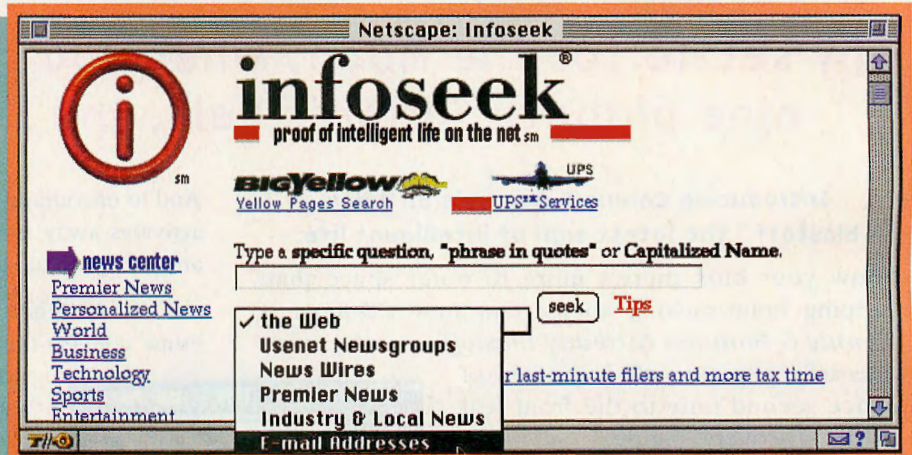 Netscape: Infoseek
infoseek®
proof of intelligent life on the net sm
sm
BIGYellow
Yellow Pages Search
UPS
UPS℠ Services
Type a specific question, "phrase in quotes" or Capitalized Name.
news center
Premier News
Personalized News
World
Business
Technology
Sports
Entertainment
seek
Tips
✓ the Web
Usenet Newsgroups
News Wires
Premier News
Industry & Local News
E-mail Addresses
r last-minute filers and more tax time